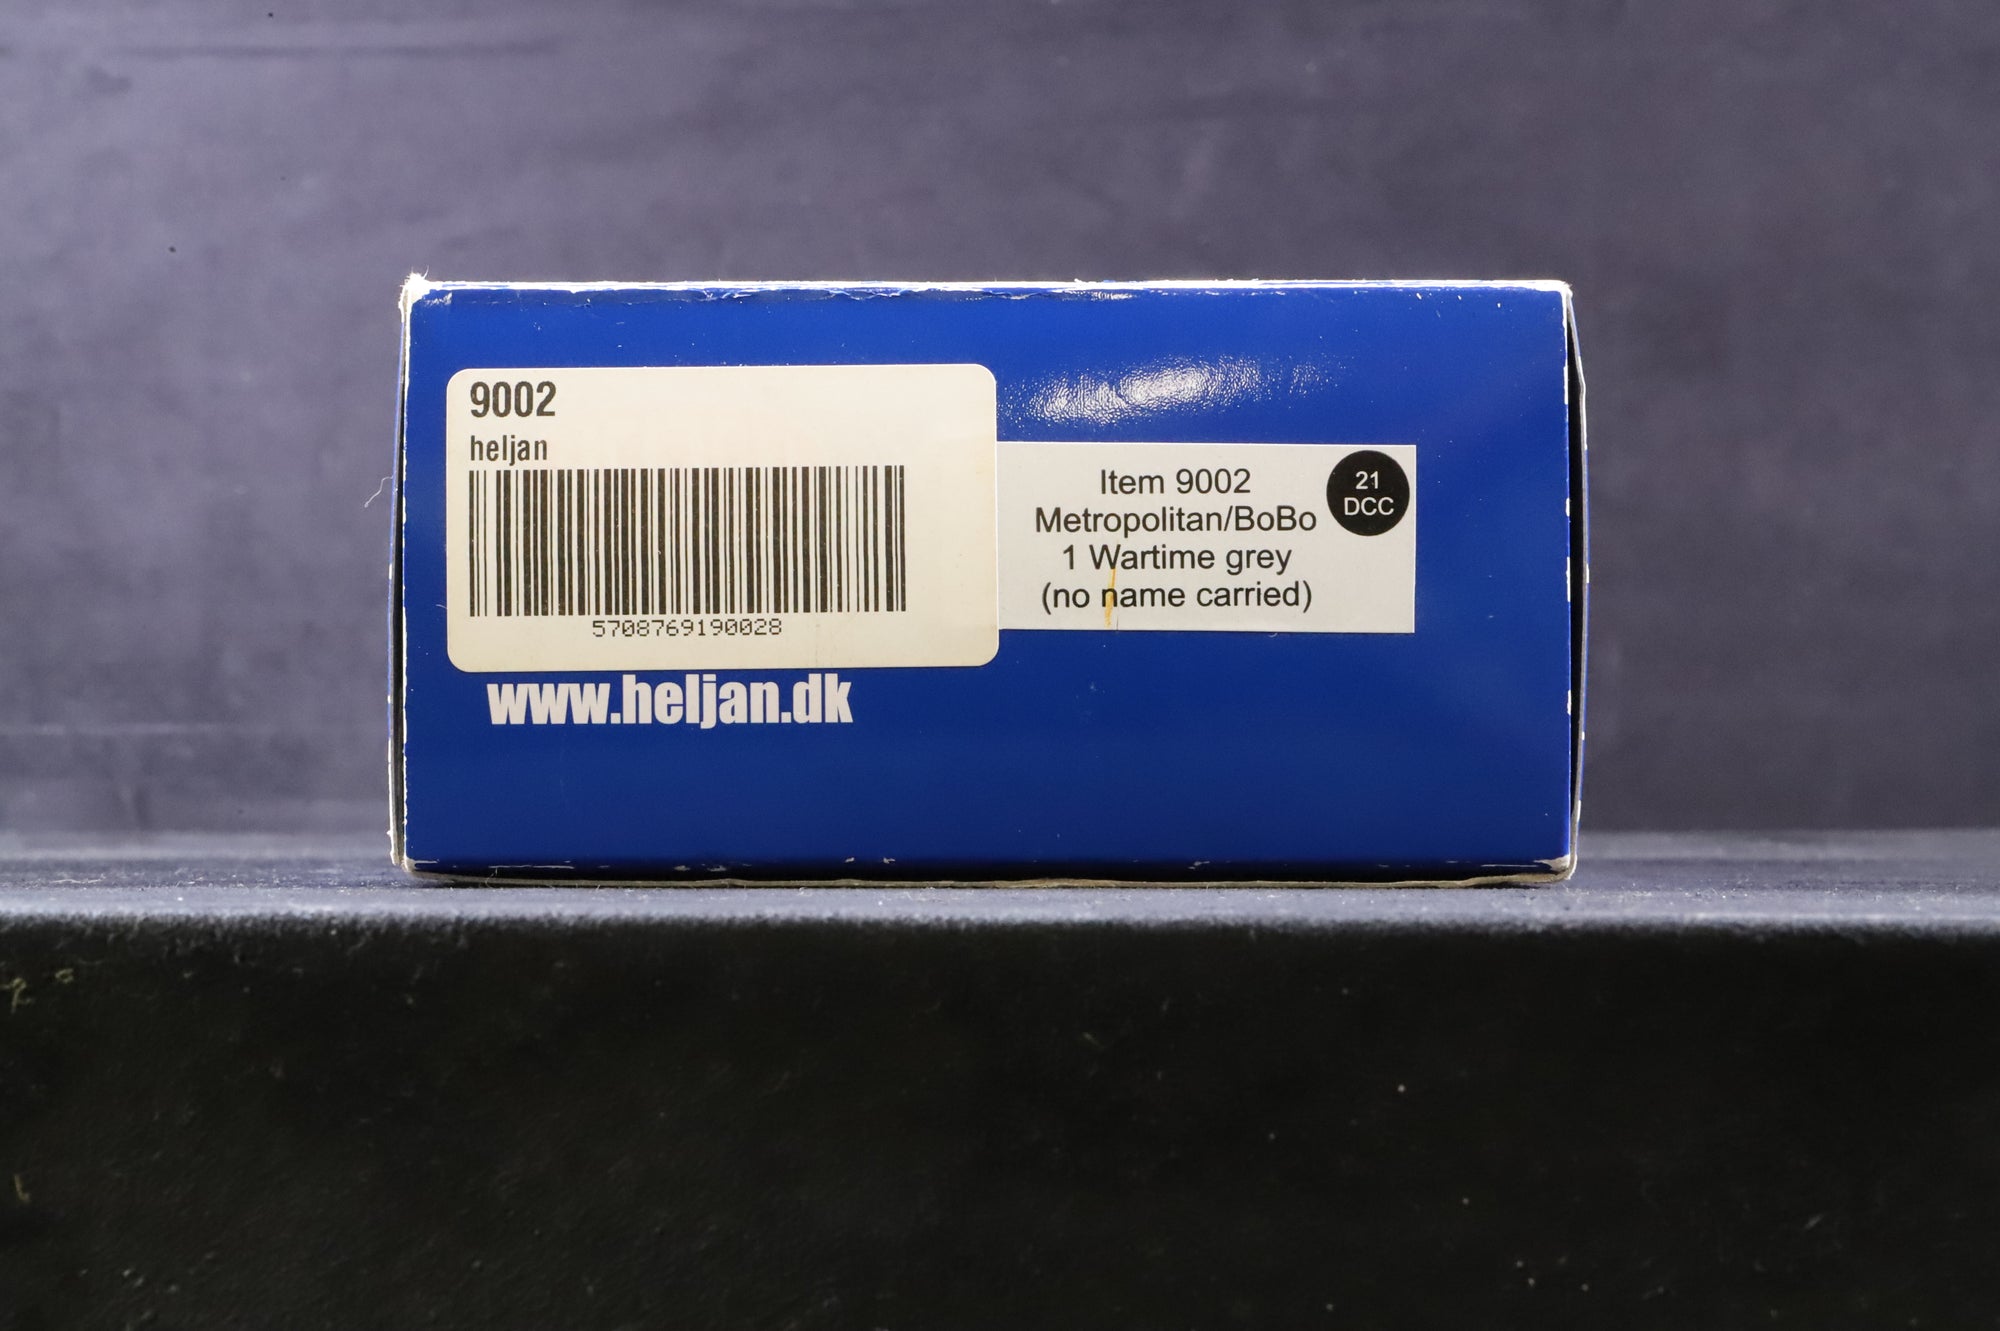 9002
heljan
5708769190028
www.heljan.dk
Item 9002
Metropolitan/BoBo
1 Wartime grey
(no name carried)
21
DCC